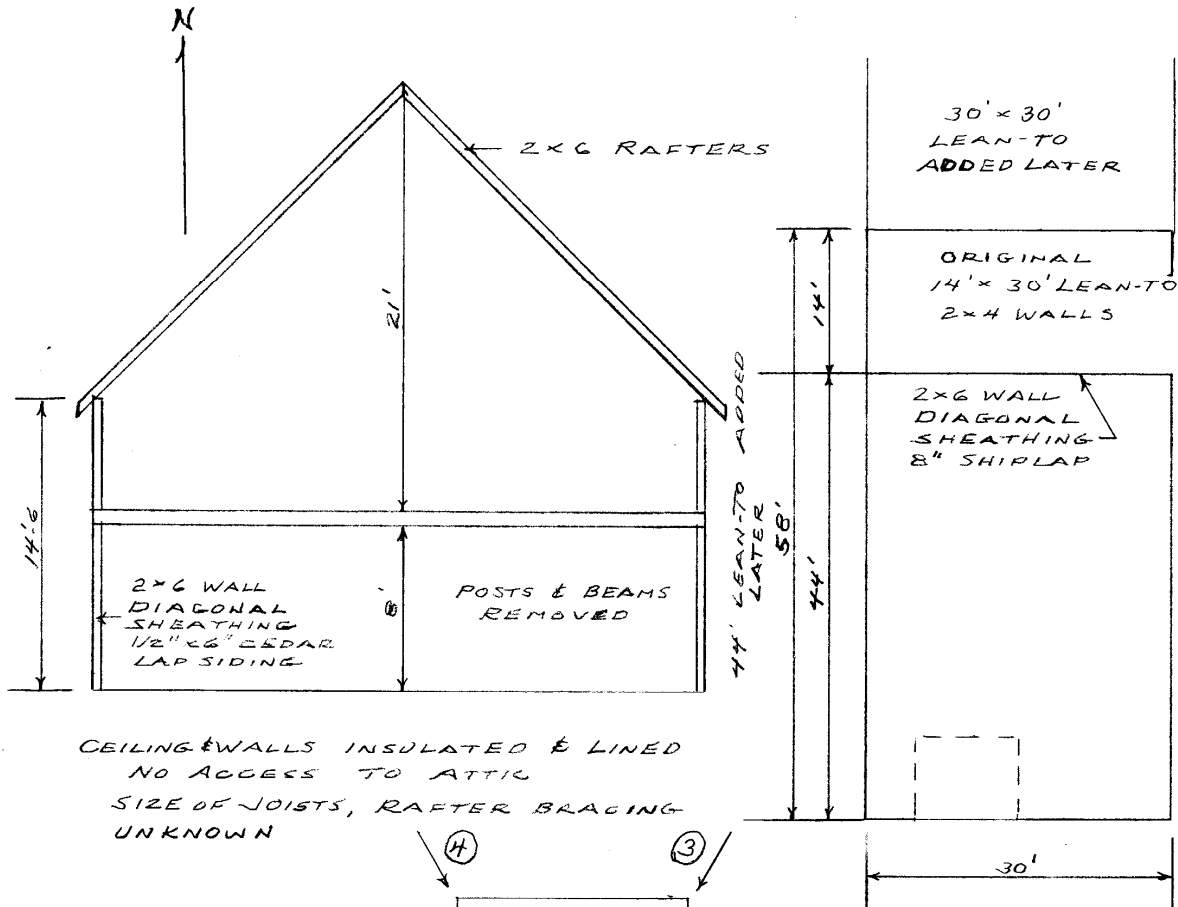 N
2×6 RAFTERS
21'
14'-6
2×6 WALL
DIAGONAL
SHEATHING
1/2"×6" CEDAR
LAP SIDING
8'
POSTS & BEAMS
REMOVED
CEILING & WALLS INSULATED & LINED
NO ACCESS TO ATTIC
SIZE OF JOISTS, RAFTER BRACING
UNKNOWN
4
3
30'×30'
LEAN-TO
ADDED LATER
ORIGINAL
14'×30' LEAN-TO
2×4 WALLS
14'
2×6 WALL
DIAGONAL
SHEATHING
8" SHIPLAP
44' LEAN-TO ADDED
LATER
58'
44'
30'